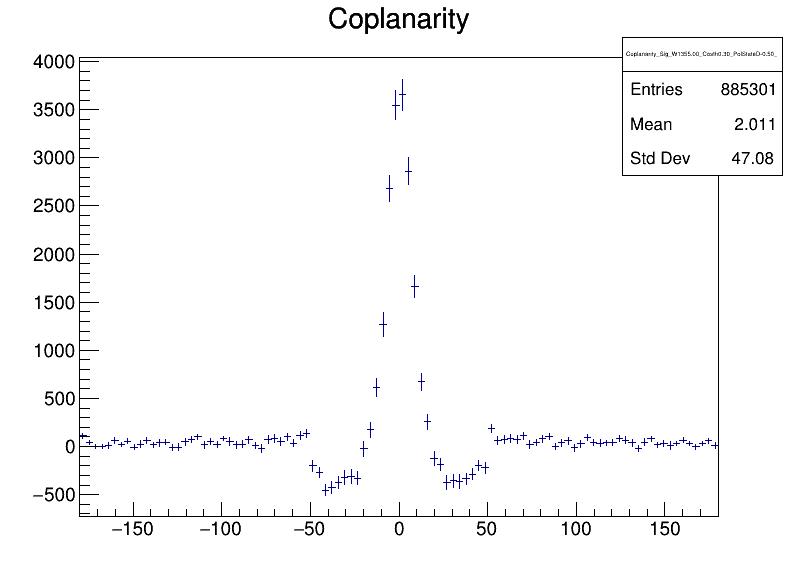 Coplanarity
Coplanarity_Sig_W1355.00_Costh0.30_PolStateD-0.50_
Entries 885301
Mean 2.011
Std Dev 47.08
4000
3500
3000
2500
2000
1500
1000
500
0
−500
−150 −100 −50 0 50 100 150